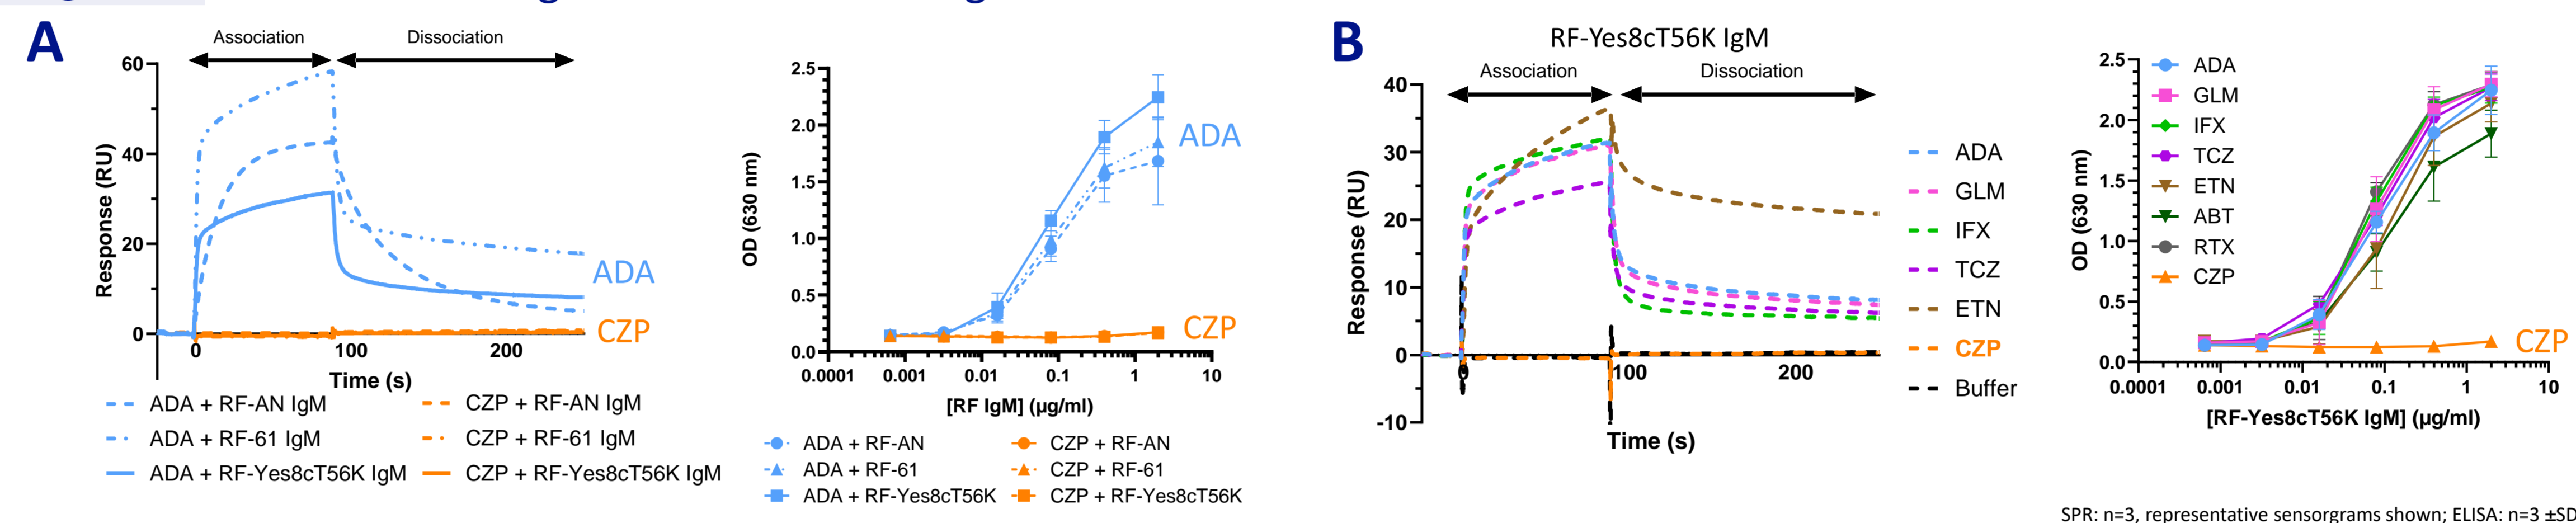 A
Association
Dissociation
Response (RU)
60
40
20
0
0
100
200
Time (s)
ADA
CZP
ADA + RF-AN IgM
CZP + RF-AN IgM
ADA + RF-61 IgM
CZP + RF-61 IgM
ADA + RF-Yes8cT56K IgM
CZP + RF-Yes8cT56K IgM
OD (630 nm)
2.5
2.0
1.5
1.0
0.5
0.0
0.0001
0.001
0.01
0.1
1
10
[RF IgM] (µg/ml)
ADA
CZP
ADA + RF-AN
CZP + RF-AN
ADA + RF-61
CZP + RF-61
ADA + RF-Yes8cT56K
CZP + RF-Yes8cT56K
B
RF-Yes8cT56K IgM
Association
Dissociation
Response (RU)
40
30
20
10
0
-10
0
100
200
Time (s)
ADA
GLM
IFX
TCZ
ETN
CZP
Buffer
OD (630 nm)
2.5
2.0
1.5
1.0
0.5
0.0
ADA
GLM
IFX
TCZ
ETN
ABT
RTX
CZP
CZP
0.0001
0.001
0.01
0.1
1
10
[RF-Yes8cT56K IgM] (µg/ml)
SPR: n=3, representative sensorgrams shown; ELISA: n=3 ±SD